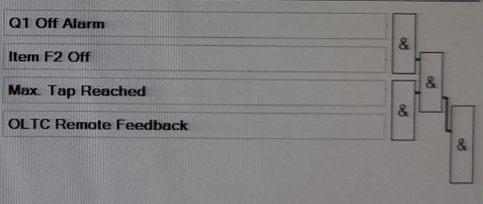 Q1 Off Alarm
&
Item F2 Off
&
Max. Tap Reached
&
OLTC Remote Feedback
&